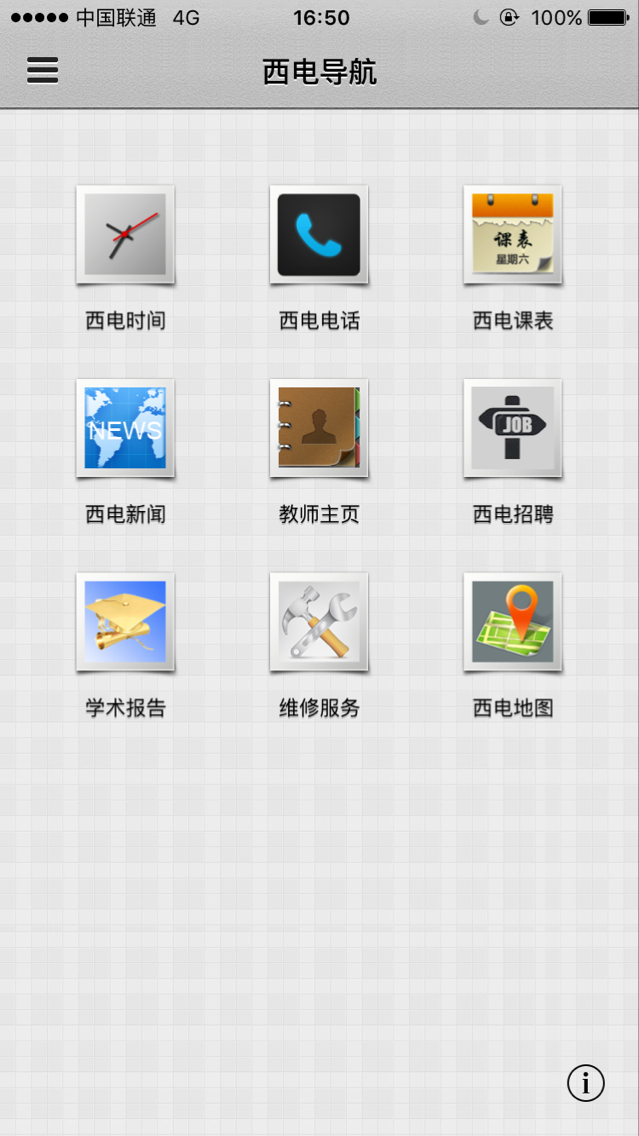 中国联通 4G 16:50 100%
西电导航
课表
星期六
西电时间 西电电话 西电课表
NEWS
JOB
西电新闻 教师主页 西电招聘
学术报告 维修服务 西电地图
i